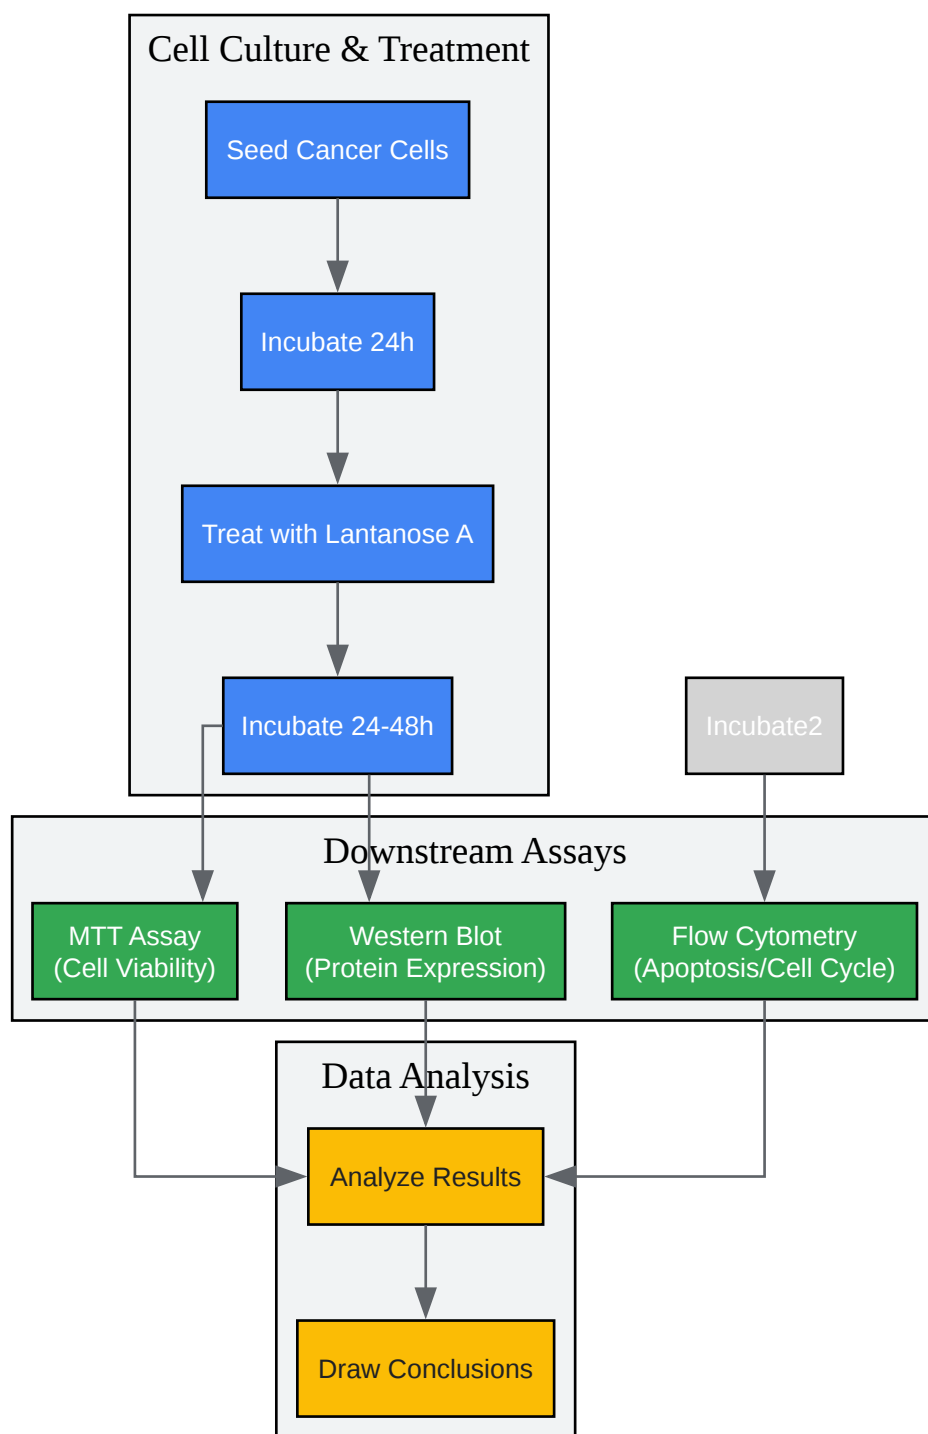 Cell Culture & Treatment
Seed Cancer Cells
Incubate 24h
Treat with Lantanose A
Incubate 24-48h
Incubate2
Downstream Assays
MTT Assay
(Cell Viability)
Western Blot
(Protein Expression)
Flow Cytometry
(Apoptosis/Cell Cycle)
Data Analysis
Analyze Results
Draw Conclusions